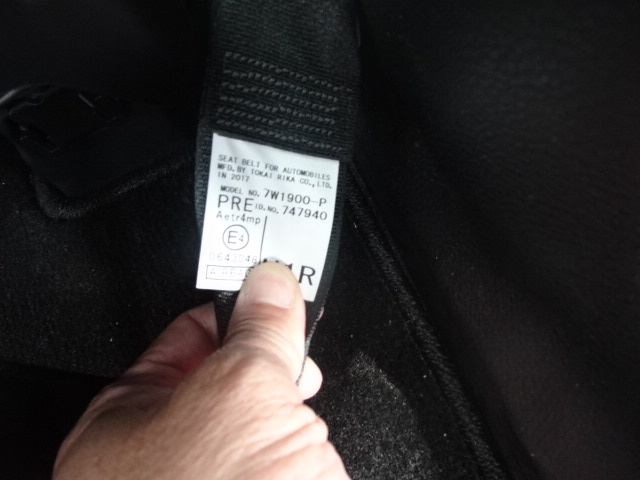 SEAT BELT FOR AUTOMOBILES
MFD. BY TOKAI RIKA CO., LTD.
IN 2017
MODEL NO. 7W1900-P
PRE ID.NO. 747940
Aetr4mp
E4